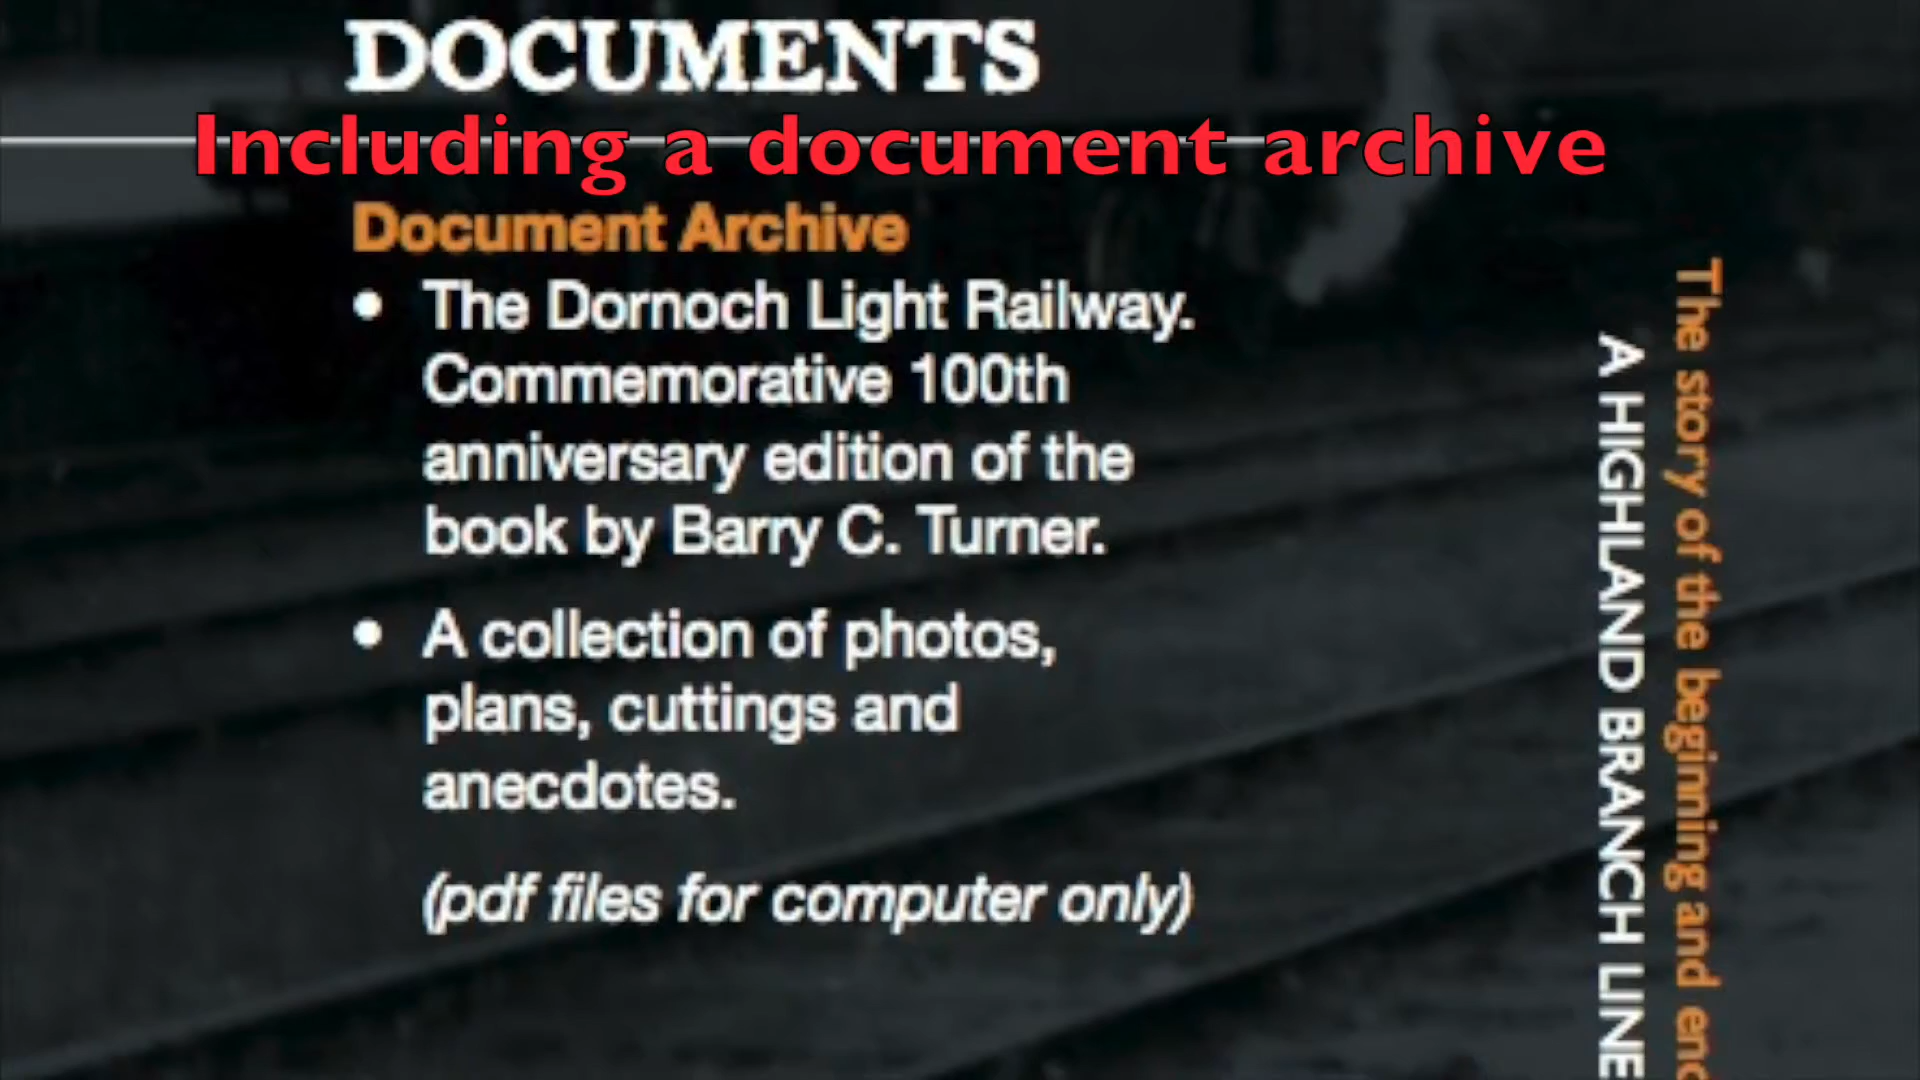 DOCUMENTS
Including a document archive
Document Archive
• The Dornoch Light Railway.
Commemorative 100th
anniversary edition of the
book by Barry C. Turner.
• A collection of photos,
plans, cuttings and
anecdotes.
(pdf files for computer only)
The story of the beginning and
A HIGHLAND BRANCH LINE